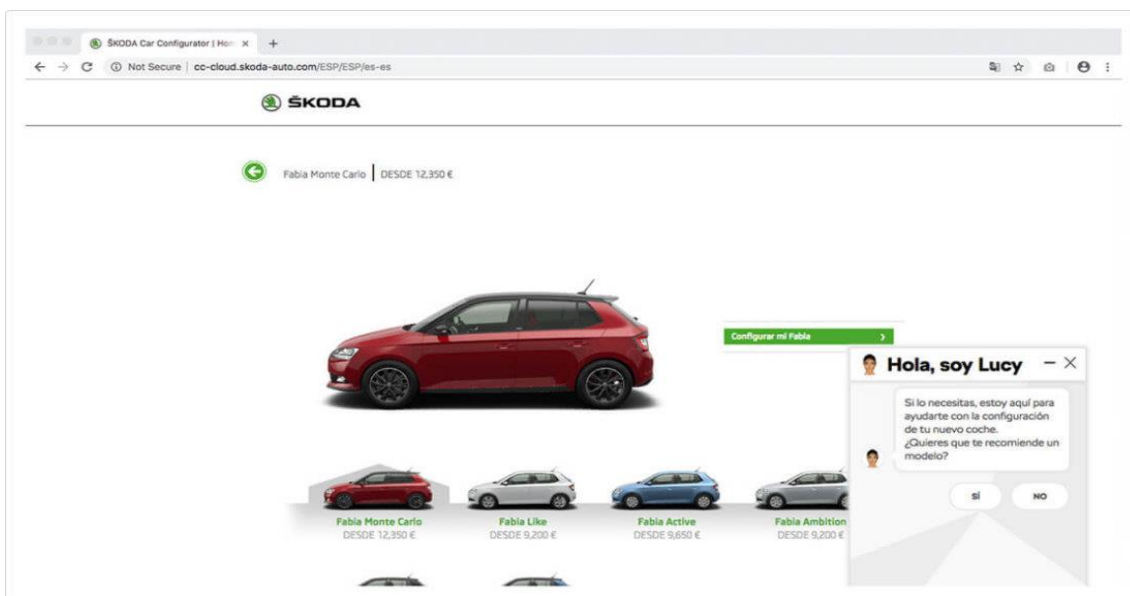 ŠKODA Car Configurator | Hom
Not Secure | cc-cloud.skoda-auto.com/ESP/ESP/es-es
ŠKODA
Fabia Monte Carlo | DESDE 12,350 €
Configurar mi Fabia
Hola, soy Lucy
Si lo necesitas, estoy aquí para
ayudarte con la configuración
de tu nuevo coche.
¿Quieres que te recomiende un
modelo?
SÍ NO
Fabia Monte Carlo Fabia Like Fabia Active Fabia Ambition
DESDE 12,350 € DESDE 9,200 € DESDE 9,650 € DESDE 9,200 €